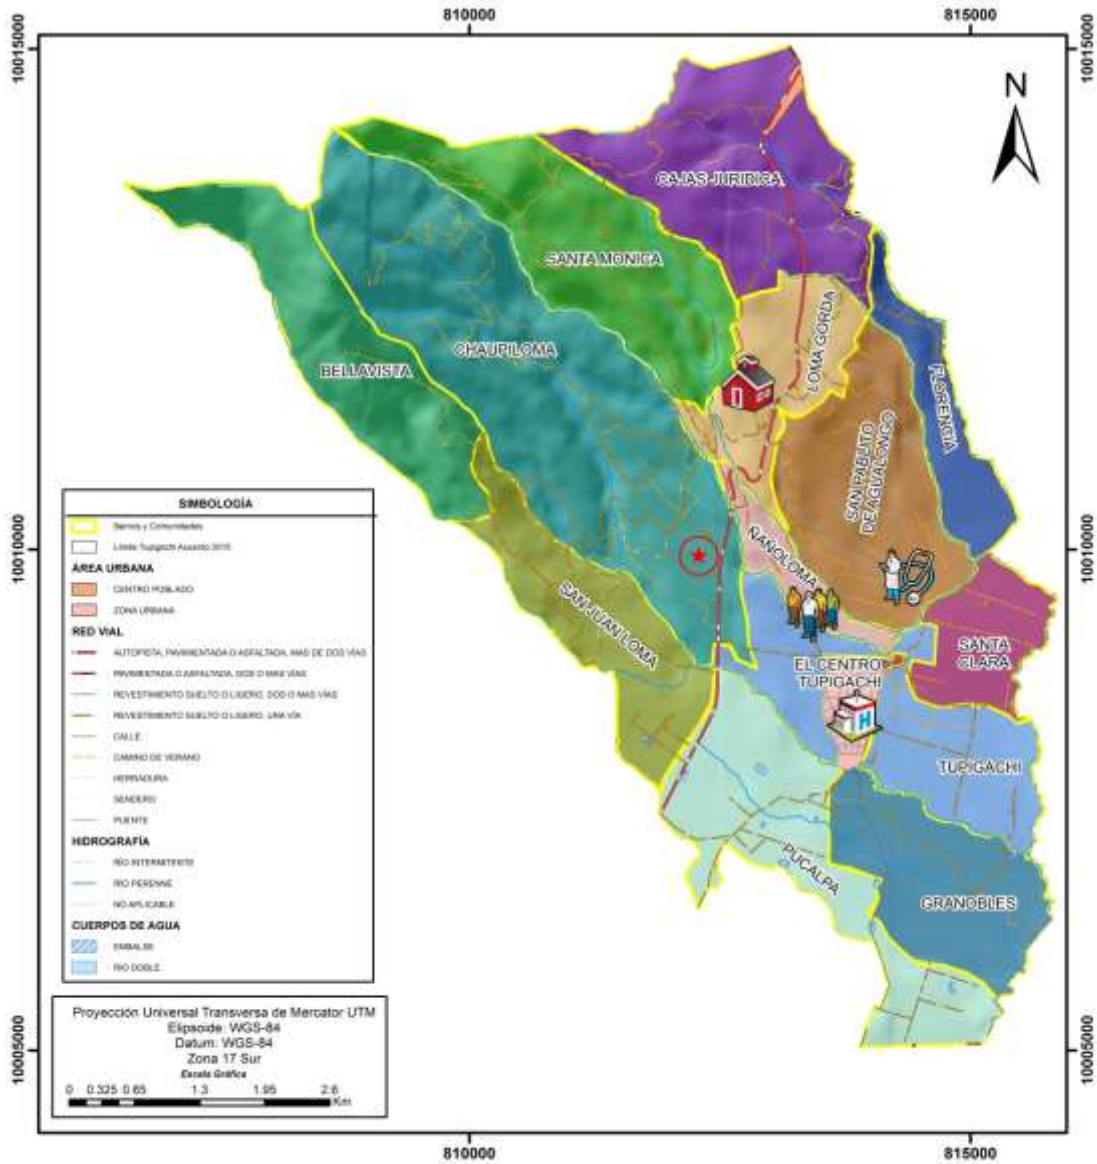 810000
815000
10015000
10015000
N
CAJAS JURIDICA
SANTA MONICA
LOMA GORDA
CHAUPILOMA
BELLAVISTA
FLORENCIA
SAN PABLITO
DE AGUALONGO
10010000
10010000
ÑAÑOLOMA
SAN JUAN LOMA
SANTA
CLARA
EL CENTRO
TUPIGACHI
H
TUPIGACHI
PUCALPA
GRANOBLES
SIMBOLOGÍA
Barrios y Comunidades
Límite Tupigachi Acuerdo 2015
ÁREA URBANA
CENTRO POBLADO
ZONA URBANA
RED VIAL
AUTOPISTA, PAVIMENTADA O ASFALTADA, MAS DE DOS VÍAS
PAVIMENTADA O ASFALTADA, DOS O MAS VÍAS
REVESTIMIENTO SUELTO O LIGERO, DOS O MAS VÍAS
REVESTIMIENTO SUELTO O LIGERO, UNA VÍA
CALLE
CAMINO DE VERANO
HERRADURA
SENDERO
PUENTE
HIDROGRAFÍA
RÍO INTERMITENTE
RÍO PERENNE
NO APLICABLE
CUERPOS DE AGUA
EMBALSE
RIO DOBLE
Proyección Universal Transversa de Mercator UTM
Elipsoide: WGS-84
Datum: WGS-84
Zona 17 Sur
Escala Gráfica
0 0.325 0.65 1.3 1.95 2.6
Km
10005000
10005000
810000
815000